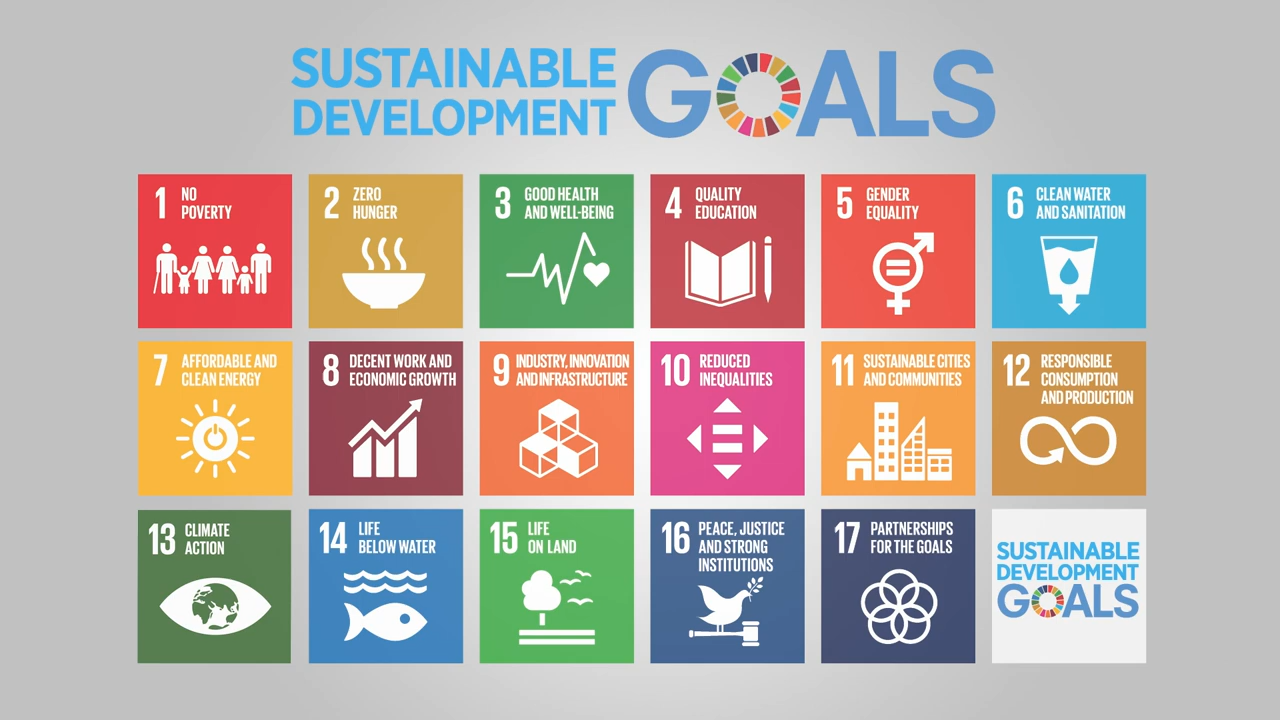 SUSTAINABLE
DEVELOPMENT
GOALS
1 NO
POVERTY
2 ZERO
HUNGER
3 GOOD HEALTH
AND WELL-BEING
4 QUALITY
EDUCATION
5 GENDER
EQUALITY
6 CLEAN WATER
AND SANITATION
7 AFFORDABLE AND
CLEAN ENERGY
8 DECENT WORK AND
ECONOMIC GROWTH
9 INDUSTRY, INNOVATION
AND INFRASTRUCTURE
10 REDUCED
INEQUALITIES
11 SUSTAINABLE CITIES
AND COMMUNITIES
12 RESPONSIBLE
CONSUMPTION
AND PRODUCTION
13 CLIMATE
ACTION
14 LIFE
BELOW WATER
15 LIFE
ON LAND
16 PEACE, JUSTICE
AND STRONG
INSTITUTIONS
17 PARTNERSHIPS
FOR THE GOALS
SUSTAINABLE
DEVELOPMENT
GOALS